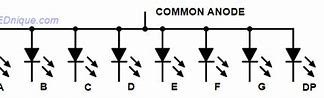 EDnique.com
COMMON ANODE
A B C D E F G DP